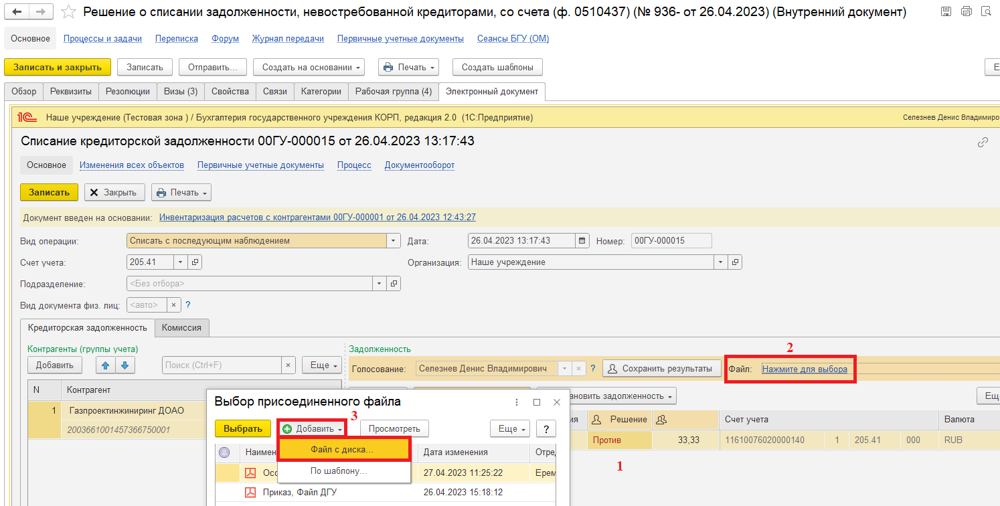 Решение о списании задолженности, невостребованной кредиторами, со счета (ф. 0510437) (№ 936- от 26.04.2023) (Внутренний документ)
Основное Процессы и задачи Переписка Форум Журнал передачи Первичные учетные документы Сеансы БГУ (ОМ)
Записать и закрыть Записать Отправить... Создать на основании Печать Создать шаблоны Е
Обзор Реквизиты Резолюции Визы (3) Свойства Связи Категории Рабочая группа (4) Электронный документ
1С Наше учреждение (Тестовая зона ) / Бухгалтерия государственного учреждения КОРП, редакция 2.0 (1С:Предприятие) Селезнев Денис Владимиро
Списание кредиторской задолженности 00ГУ-000015 от 26.04.2023 13:17:43
Основное Изменения всех объектов Первичные учетные документы Процесс Документооборот
Записать Закрыть Печать
Документ введен на основании: Инвентаризация расчетов с контрагентами 00ГУ-000001 от 26.04.2023 12:43:27
Вид операции: Списать с последующим наблюдением Дата: 26.04.2023 13:17:43 Номер: 00ГУ-000015
Счет учета: 205.41 Организация: Наше учреждение
Подразделение: <Без отбора>
Вид документа физ. лиц: <авто> ?
Кредиторская задолженность Комиссия
Контрагенты (группы учета) Задолженность 2
Добавить Поиск (Ctrl+F) Еще Голосование: Селезнев Денис Владимирович ? Сохранить результаты Файл: Нажмите для выбора
N Контрагент ановить задолженность Ещ
1 Газпроектинжиниринг ДОАО ия Решение Счет учета Валюта
2003661001457366750001 Против 33,33 11610076020000140 1 205.41 000 RUB
1
Выбор присоединенного файла
3
Выбрать Добавить Просмотреть Еще ?
Файл с диска...
По шаблону...
Наимен Дата изменения Отред
Осо 27.04.2023 11:25:22 Ерем
Приказ, Файл ДГУ 26.04.2023 15:18:12